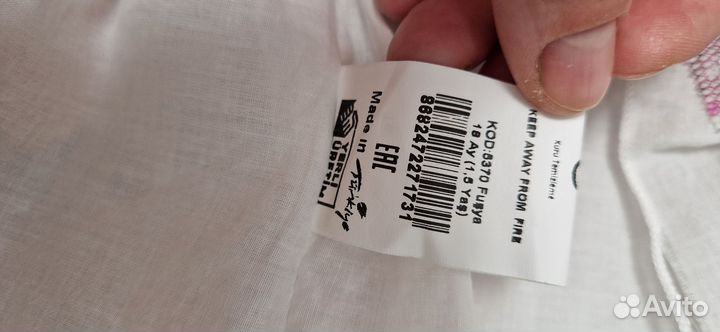 Kuru Temizleme
KEEP AWAY FROM FIRE
KOD:5370 Fuşya
18 Ay (1,5 Yaş)
8682472271731
EAC
Made in Türkiye
YERLİ
ÜRETİM
Avito